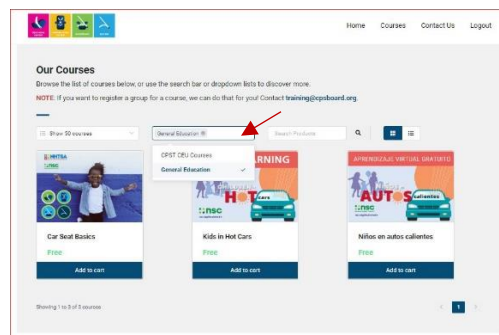 Home Courses Contact Us Logout
Our Courses
Browse the list of courses below, or use the search bar or dropdown lists to discover more.
NOTE: If you want to register a group for a course, we can do that for you! Contact training@cpsboard.org.
Show 50 courses
General Education
Search Products
CPST CEU Courses
General Education
NHTSA
nsc
Car Seat Basics
Free
Add to cart
RNING
HOT cars
nsc
Kids in Hot Cars
Free
Add to cart
APRENDIZAJE VIRTUAL GRATUITO
AUTOS calientes
nsc
Niños en autos calientes
Free
Add to cart
Showing 1 to 3 of 3 courses
1